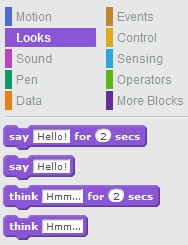 Motion
Looks
Sound
Pen
Data
Events
Control
Sensing
Operators
More Blocks
say Hello! for 2 secs
say Hello!
think Hmm... for 2 secs
think Hmm...